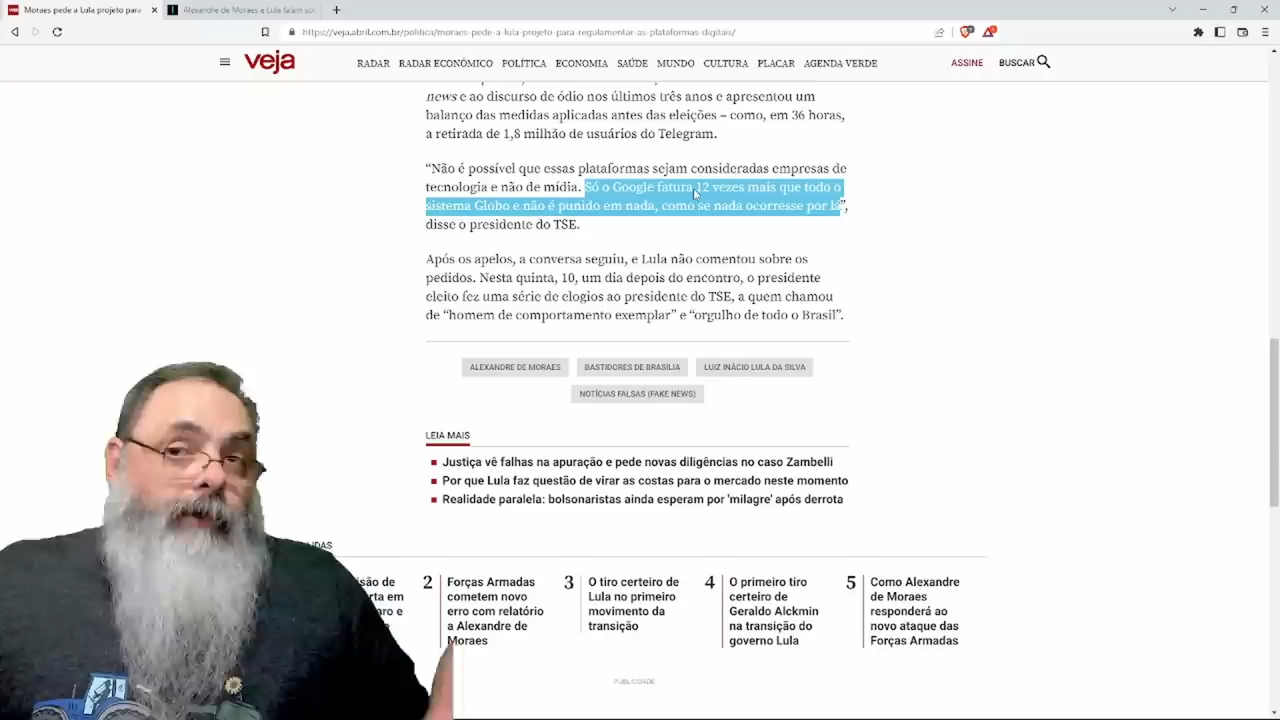 Moraes pede a Lula projeto para
Alexandre de Moraes e Lula falam sob
https://veja.abril.com.br/politica/moraes-pede-a-lula-projeto-para-regulamentar-as-plataformas-digitais/
veja
RADAR RADAR ECONÔMICO POLÍTICA ECONOMIA SAÚDE MUNDO CULTURA PLACAR AGENDA VERDE
ASSINE BUSCAR
news e ao discurso de ódio nos últimos três anos e apresentou um
balanço das medidas aplicadas antes das eleições – como, em 36 horas,
a retirada de 1,8 milhão de usuários do Telegram.
“Não é possível que essas plataformas sejam consideradas empresas de
tecnologia e não de mídia. Só o Google fatura 12 vezes mais que todo o
sistema Globo e não é punido em nada, como se nada ocorresse por lá”,
disse o presidente do TSE.
Após os apelos, a conversa seguiu, e Lula não comentou sobre os
pedidos. Nesta quinta, 10, um dia depois do encontro, o presidente
eleito fez uma série de elogios ao presidente do TSE, a quem chamou
de “homem de comportamento exemplar” e “orgulho de todo o Brasil”.
ALEXANDRE DE MORAES BASTIDORES DE BRASÍLIA LUIZ INÁCIO LULA DA SILVA
NOTÍCIAS FALSAS (FAKE NEWS)
LEIA MAIS
Justiça vê falhas na apuração e pede novas diligências no caso Zambelli
Por que Lula faz questão de virar as costas para o mercado neste momento
Realidade paralela: bolsonaristas ainda esperam por 'milagre' após derrota
2 Forças Armadas
cometem novo
erro com relatório
a Alexandre de
Moraes
3 O tiro certeiro de
Lula no primeiro
movimento da
transição
4 O primeiro tiro
certeiro de
Geraldo Alckmin
na transição do
governo Lula
5 Como Alexandre
de Moraes
responderá ao
novo ataque das
Forças Armadas
PUBLICIDADE